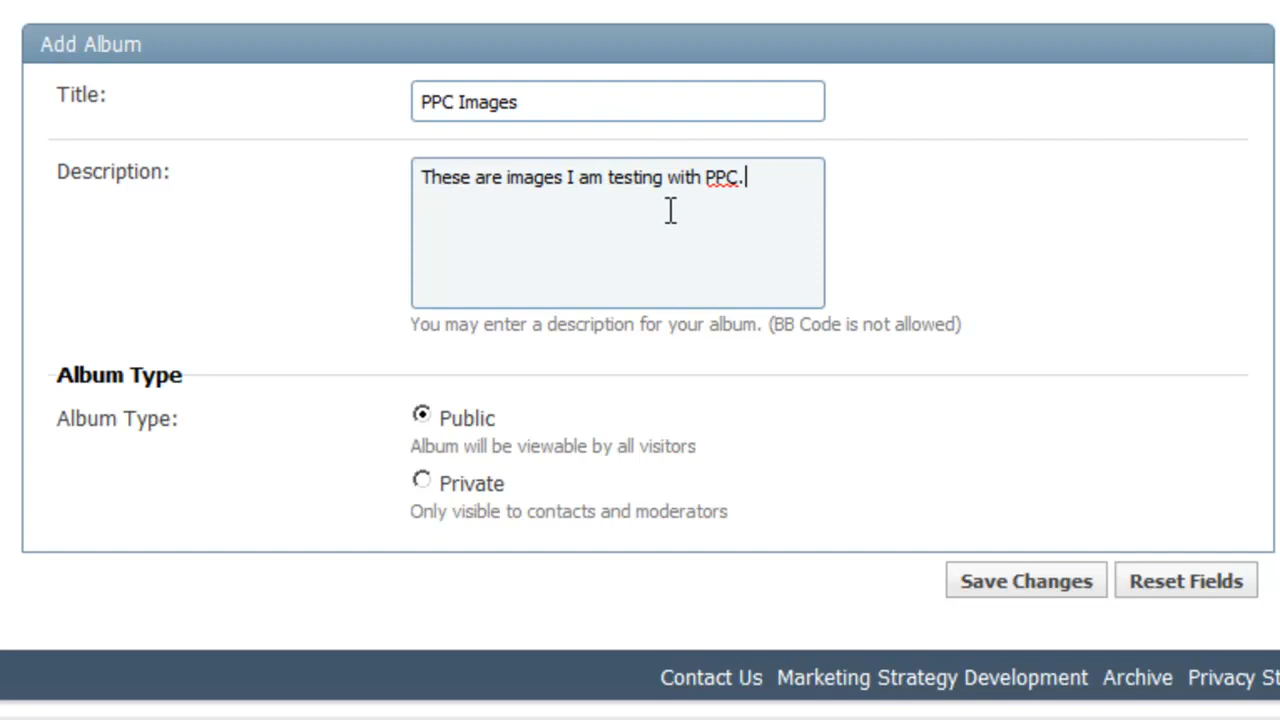 Add Album
Title:
PPC Images
Description:
These are images I am testing with PPC.
You may enter a description for your album. (BB Code is not allowed)
Album Type
Album Type:
Public
Album will be viewable by all visitors
Private
Only visible to contacts and moderators
Save Changes
Reset Fields
Contact Us Marketing Strategy Development Archive Privacy St